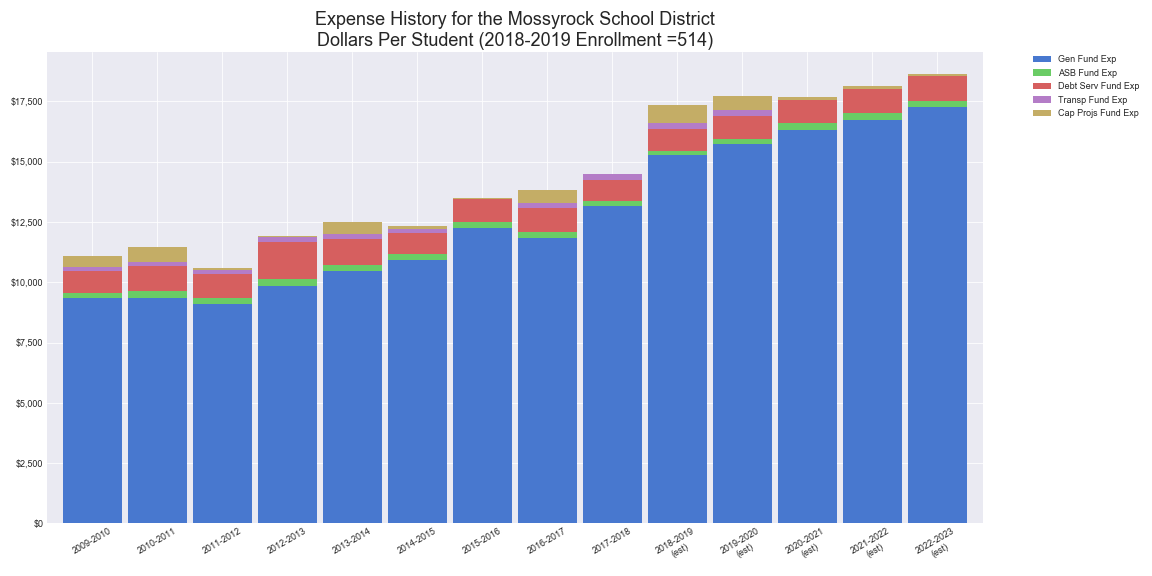 Expense History for the Mossyrock School District
Dollars Per Student (2018-2019 Enrollment =514)
Gen Fund Exp
ASB Fund Exp
Debt Serv Fund Exp
Transp Fund Exp
Cap Projs Fund Exp
$17,500
$15,000
$12,500
$10,000
$7,500
$5,000
$2,500
$0
2009-2010
2010-2011
2011-2012
2012-2013
2013-2014
2014-2015
2015-2016
2016-2017
2017-2018
2018-2019
(est)
2019-2020
(est)
2020-2021
(est)
2021-2022
(est)
2022-2023
(est)